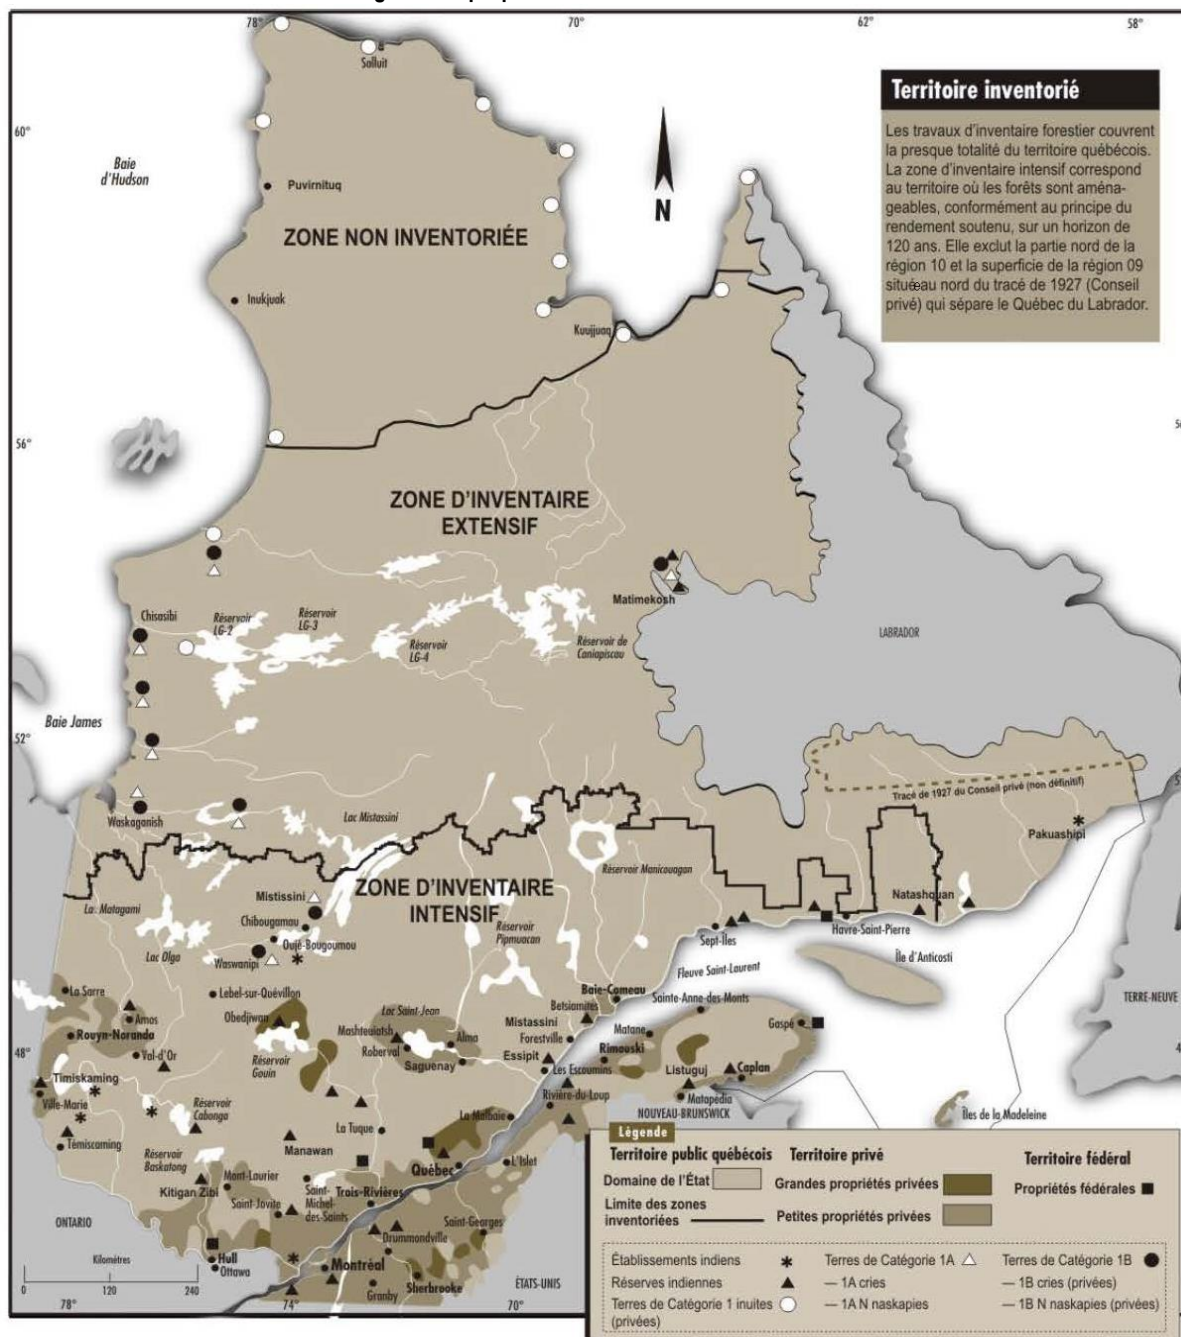 78°
70°
62°
58°
60°
56°
52°
48°
Salluit
Baie
d'Hudson
Puvirnituq
ZONE NON INVENTORIÉE
Inukjuak
Kuujjuaq
N
Territoire inventorié
Les travaux d'inventaire forestier couvrent
la presque totalité du territoire québécois.
La zone d'inventaire intensif correspond
au territoire où les forêts sont aména-
geables, conformément au principe du
rendement soutenu, sur un horizon de
120 ans. Elle exclut la partie nord de la
région 10 et la superficie de la région 09
situéeau nord du tracé de 1927 (Conseil
privé) qui sépare le Québec du Labrador.
ZONE D'INVENTAIRE
EXTENSIF
Matimekosh
Chisasibi
Réservoir
LG-2
Réservoir
LG-3
Réservoir
LG-4
Réservoir de
Caniapiscau
LABRADOR
Baie James
Waskaganish
Lac Mistassini
Tracé de 1927 du Conseil privé (non définitif)
Pakuashipi
ZONE D'INVENTAIRE
INTENSIF
Réservoir Manicouagan
Mistissini
Natashquan
La. Matagami
Chibougamau
Oujé-Bougoumou
Lac Olga
Waswanipi
Réservoir
Pipmuacan
Sept-Îles
Havre-Saint-Pierre
Île d'Anticosti
Fleuve Saint-Laurent
La Sarre
Lebel-sur-Quévillon
Baie-Comeau
Sainte-Anne-des-Monts
TERRE-NEUVE
Amos
Obedjiwan
Lac Saint-Jean
Betsiamites
Mistassini
Gaspé
Rouyn-Noranda
Mashteuiatsh
Alma
Forestville
Matane
Val-d'Or
Réservoir
Gouin
Roberval
Saguenay
Essipit
Rimouski
Timiskaming
Les Escoumins
Listuguj
Caplan
Ville-Marie
Réservoir
Cabonga
Rivière-du-Loup
Matapédia
La Malbaie
NOUVEAU-BRUNSWICK
Îles de la Madeleine
Témiscaming
La Tuque
Réservoir
Baskatong
Manawan
Québec
L'Islet
Mont-Laurier
Kitigan Zibi
Saint-Jovite
Saint-
Michel-
des-Saints
Trois-Rivières
Saint-Georges
ONTARIO
Drummondville
Hull
Ottawa
Montréal
Granby
Sherbrooke
ÉTATS-UNIS
Kilomètres
0 120 240
78°
74°
70°
Légende
Territoire public québécois
Domaine de l'État
Limite des zones
inventoriées
Territoire privé
Grandes propriétés privées
Petites propriétés privées
Territoire fédéral
Propriétés fédérales
Établissements indiens
Réserves indiennes
Terres de Catégorie 1 inuites
(privées)
Terres de Catégorie 1A
— 1A cries
— 1A N naskapies
Terres de Catégorie 1B
— 1B cries (privées)
— 1B N naskapies (privées)